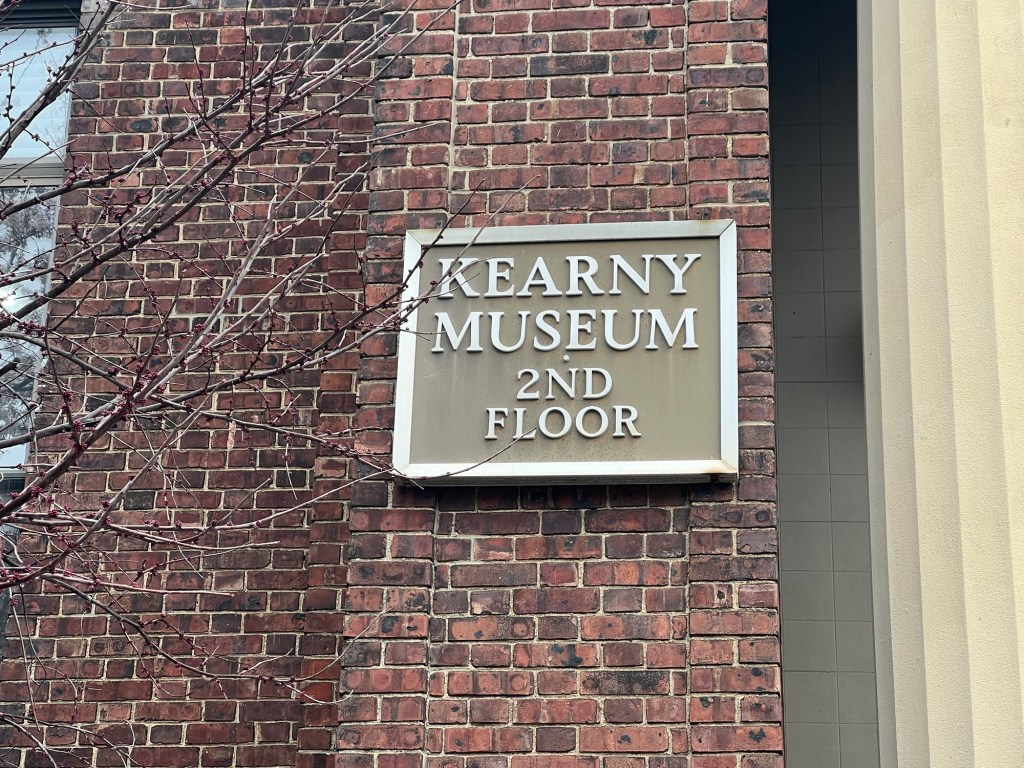 KEARNY
MUSEUM
·
2ND
FLOOR